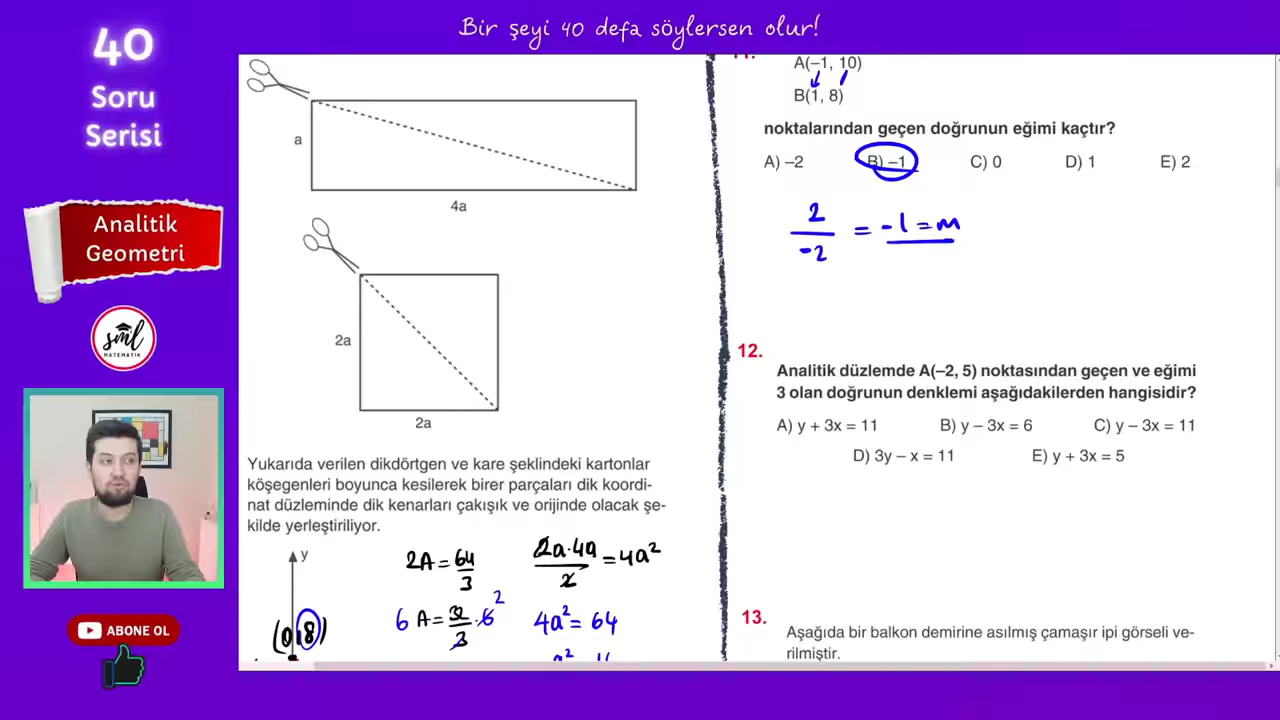 Bir şeyi 40 defa söylersen olur!
40
Soru
Serisi
Analitik
Geometri
sml
MATEMATİK
ABONE OL
a
4a
2a
2a
Yukarıda verilen dikdörtgen ve kare şeklindeki kartonlar
köşegenleri boyunca kesilerek birer parçaları dik koordi-
nat düzleminde dik kenarları çakışık ve orijinde olacak şe-
kilde yerleştiriliyor.
y
(0,8)
2A = 64/3
6 A = 32/3 · 6 2
2a·4a/2 = 4a²
4a² = 64
11.
A(–1, 10)
B(1, 8)
noktalarından geçen doğrunun eğimi kaçtır?
A) –2 B) –1 C) 0 D) 1 E) 2
2/-2 = -1 = m
12.
Analitik düzlemde A(–2, 5) noktasından geçen ve eğimi
3 olan doğrunun denklemi aşağıdakilerden hangisidir?
A) y + 3x = 11 B) y – 3x = 6 C) y – 3x = 11
D) 3y – x = 11 E) y + 3x = 5
13.
Aşağıda bir balkon demirine asılmış çamaşır ipi görseli ve-
rilmiştir.